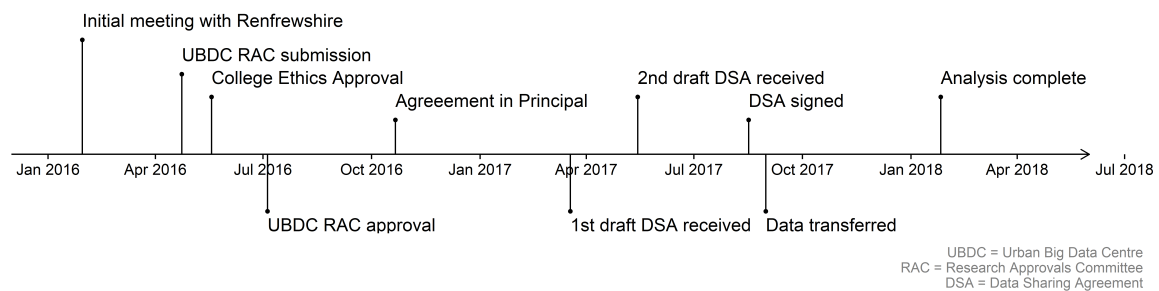 Initial meeting with Renfrewshire
UBDC RAC submission
College Ethics Approval
2nd draft DSA received
Analysis complete
Agreeement in Principal
DSA signed
Jan 2016
Apr 2016
Jul 2016
Oct 2016
Jan 2017
Apr 2017
Jul 2017
Oct 2017
Jan 2018
Apr 2018
Jul 2018
UBDC RAC approval
1st draft DSA received
Data transferred
UBDC = Urban Big Data Centre
RAC = Research Approvals Committee
DSA = Data Sharing Agreement